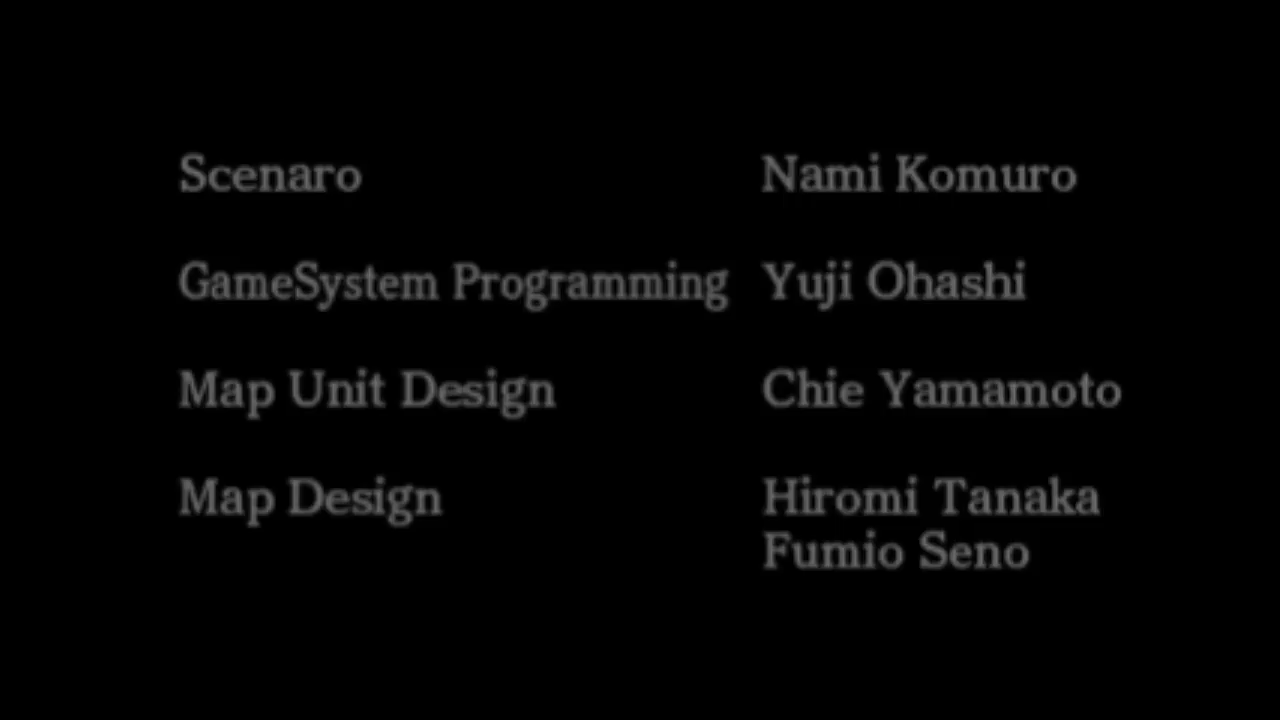 Scenaro Nami Komuro
GameSystem Programming Yuji Ohashi
Map Unit Design Chie Yamamoto
Map Design Hiromi Tanaka
Fumio Seno